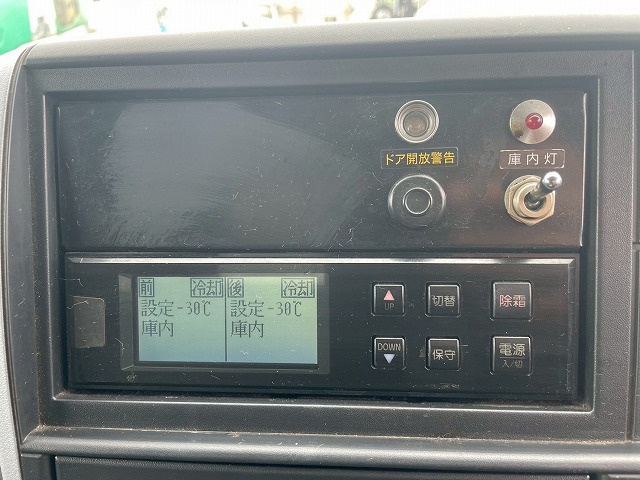 ドア開放警告
庫内灯
前 冷却 後 冷却
設定-30℃ 設定-30℃
庫内 庫内
▲
UP
切替
除霜
DOWN
▼
保守
電源
入/切